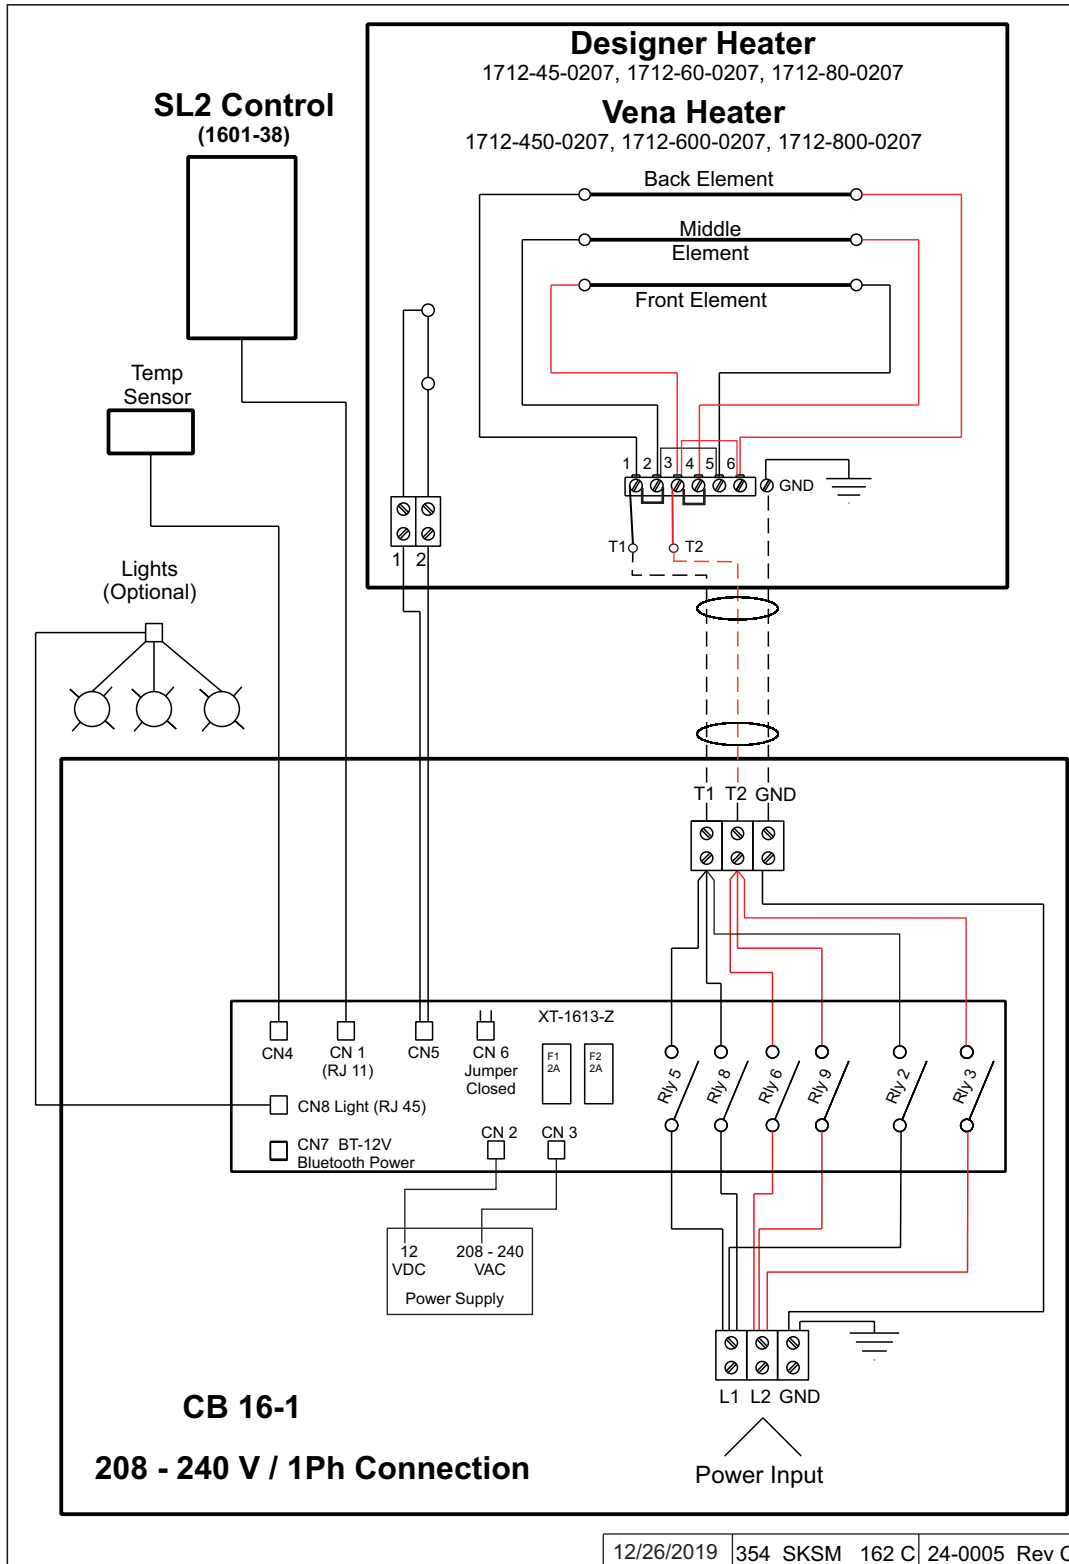 Designer Heater
1712-45-0207, 1712-60-0207, 1712-80-0207
Vena Heater
1712-450-0207, 1712-600-0207, 1712-800-0207
SL2 Control
(1601-38)
Back Element
Middle
Element
Front Element
Temp
Sensor
1 2 3 4 5 6
GND
T1 T2
1 2
Lights
(Optional)
T1 T2 GND
XT-1613-Z
CN4
CN 1
(RJ 11)
CN5
CN 6
Jumper
Closed
F1
2A
F2
2A
Rly 5
Rly 8
Rly 6
Rly 9
Rly 2
Rly 3
CN8 Light (RJ 45)
CN7 BT-12V
Bluetooth Power
CN 2
CN 3
12
VDC
208 - 240
VAC
Power Supply
L1 L2 GND
Power Input
CB 16-1
208 - 240 V / 1Ph Connection
12/26/2019 354 SKSM 162 C 24-0005 Rev C